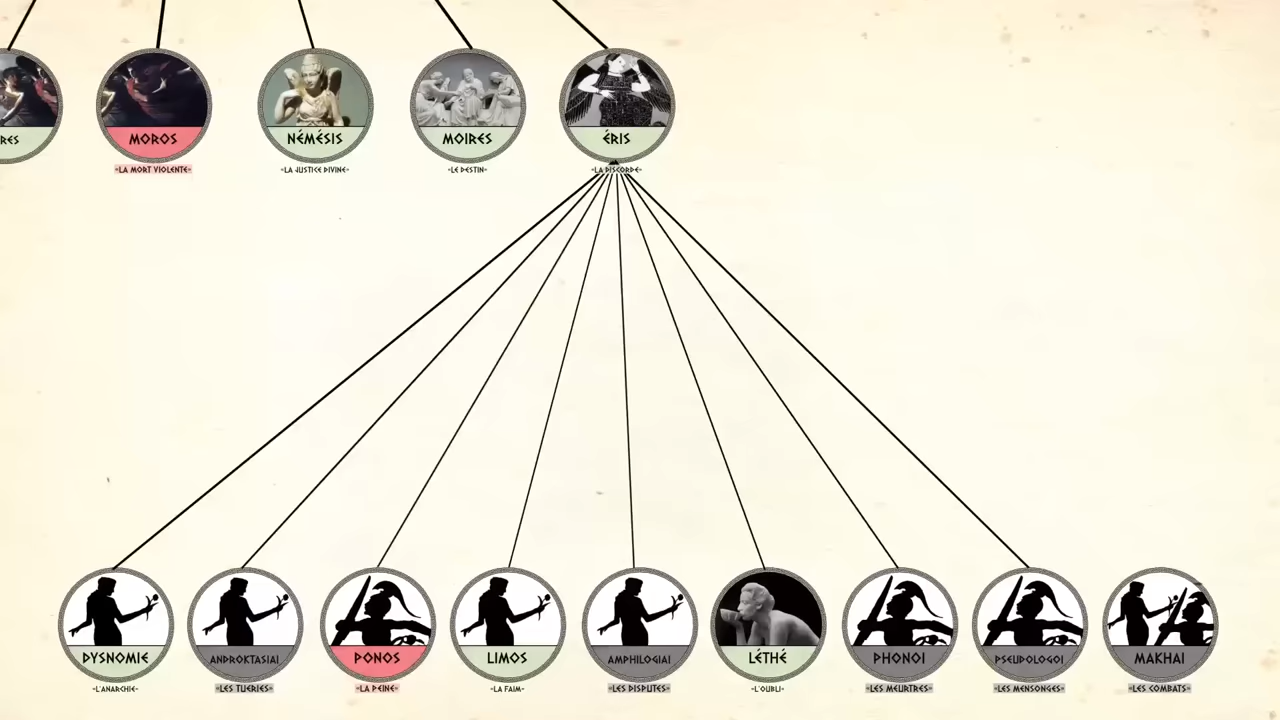 RES
MOROS
-LA MORT VIOLENTE-
NÉMÉSIS
-LA JUSTICE DIVINE-
MOIRES
-LE DESTIN-
ÉRIS
-LA DISCORDE-
DYSNOMIE
-L'ANARCHIE-
ANDROKTASIAI
-LES TUERIES-
PONOS
-LA PEINE-
LIMOS
-LA FAIM-
AMPHILOGIAI
-LES DISPUTES-
LÉTHÉ
-L'OUBLI-
PHONOI
-LES MEURTRES-
PSEUDOLOGOI
-LES MENSONGES-
MAKHAI
-LES COMBATS-